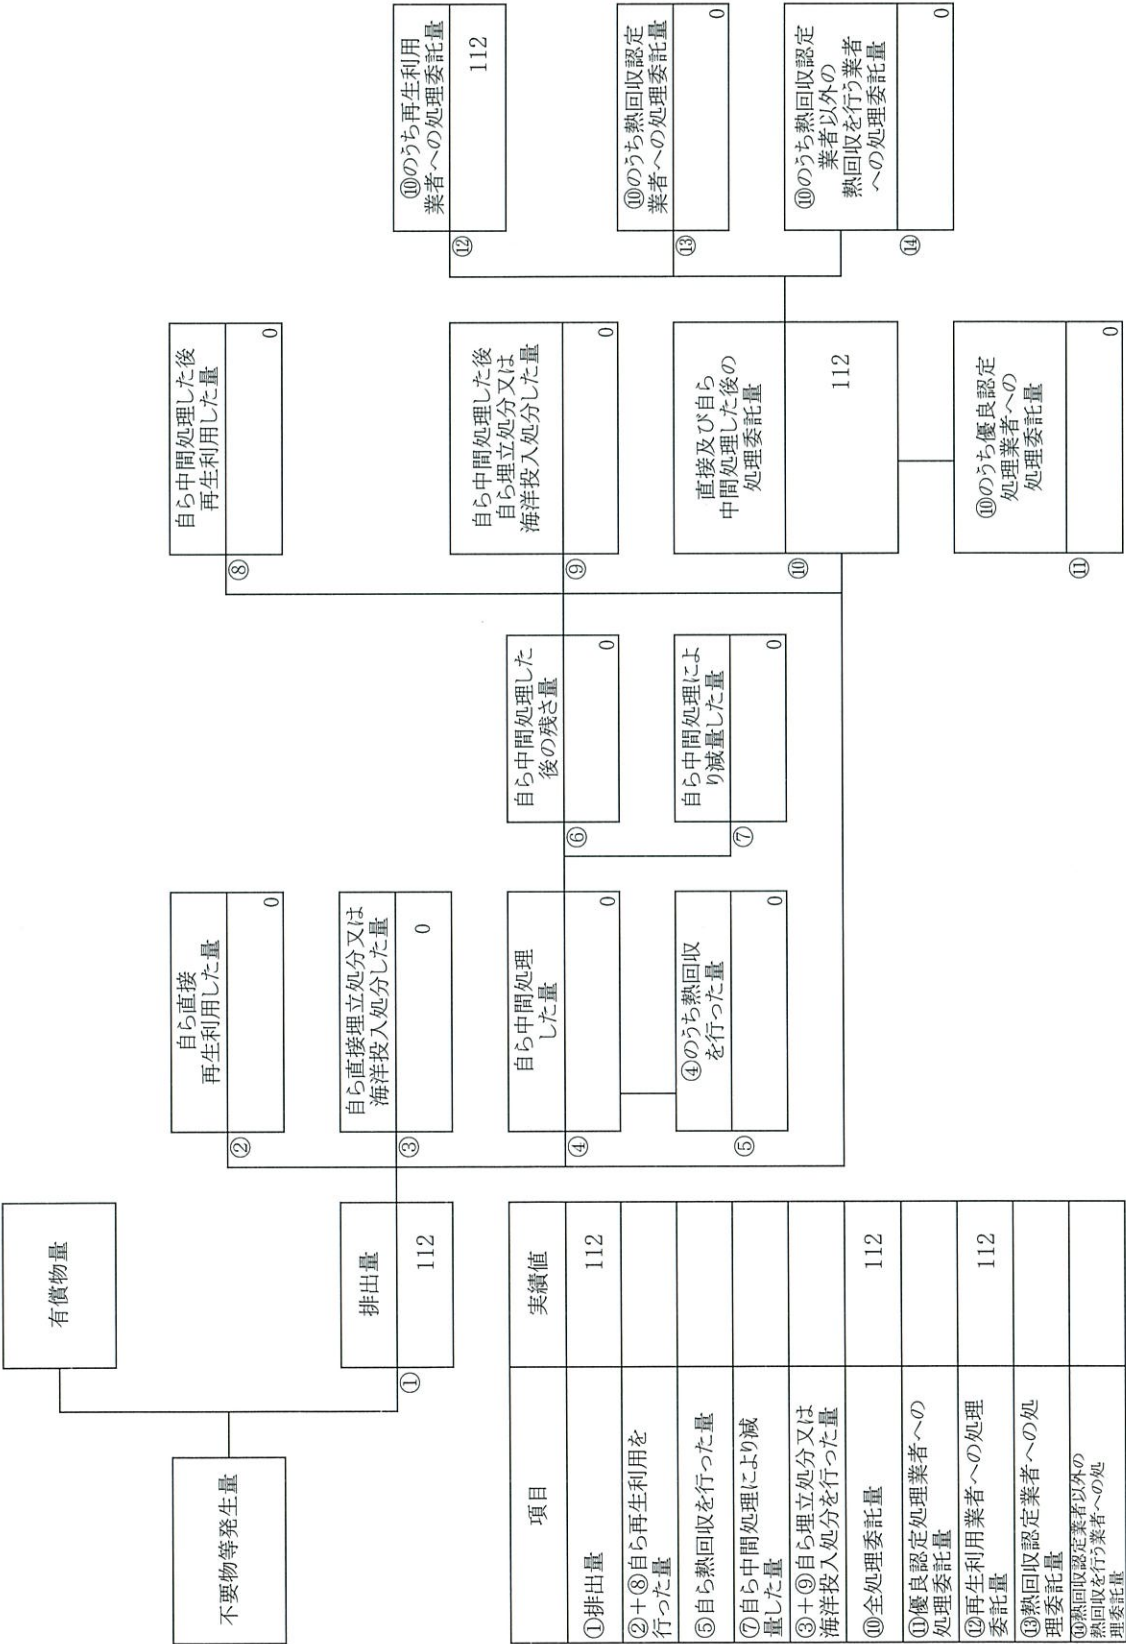 不要物等発生量
有償物量
①
排出量
112
②
自ら直接
再生利用した量
0
③
自ら直接埋立処分又は
海洋投入処分した量
0
④
自ら中間処理
した量
0
⑤
④のうち熱回収
を行った量
0
⑥
自ら中間処理した
後の残さ量
0
⑦
自ら中間処理によ
り減量した量
0
⑧
自ら中間処理した後
再生利用した量
0
⑨
自ら中間処理した後
自ら埋立処分又は
海洋投入処分した量
0
⑩
直接及び自ら
中間処理した後の
処理委託量
112
⑪
⑩のうち優良認定
処理業者への
処理委託量
0
⑫
⑩のうち再生利用
業者への処理委託量
112
⑬
⑩のうち熱回収認定
業者への処理委託量
0
⑭
⑩のうち熱回収認定
業者以外の
熱回収を行う業者
への処理委託量
0
項目
実績値
①排出量
112
②+⑧自ら再生利用を
行った量
⑤自ら熱回収を行った量
⑦自ら中間処理により減
量した量
③+⑨自ら埋立処分又は
海洋投入処分を行った量
⑩全処理委託量
112
⑪優良認定処理業者への
処理委託量
⑫再生利用業者への処理
委託量
112
⑬熱回収認定業者への処
理委託量
⑭熱回収認定業者以外の
熱回収を行う業者への処
理委託量